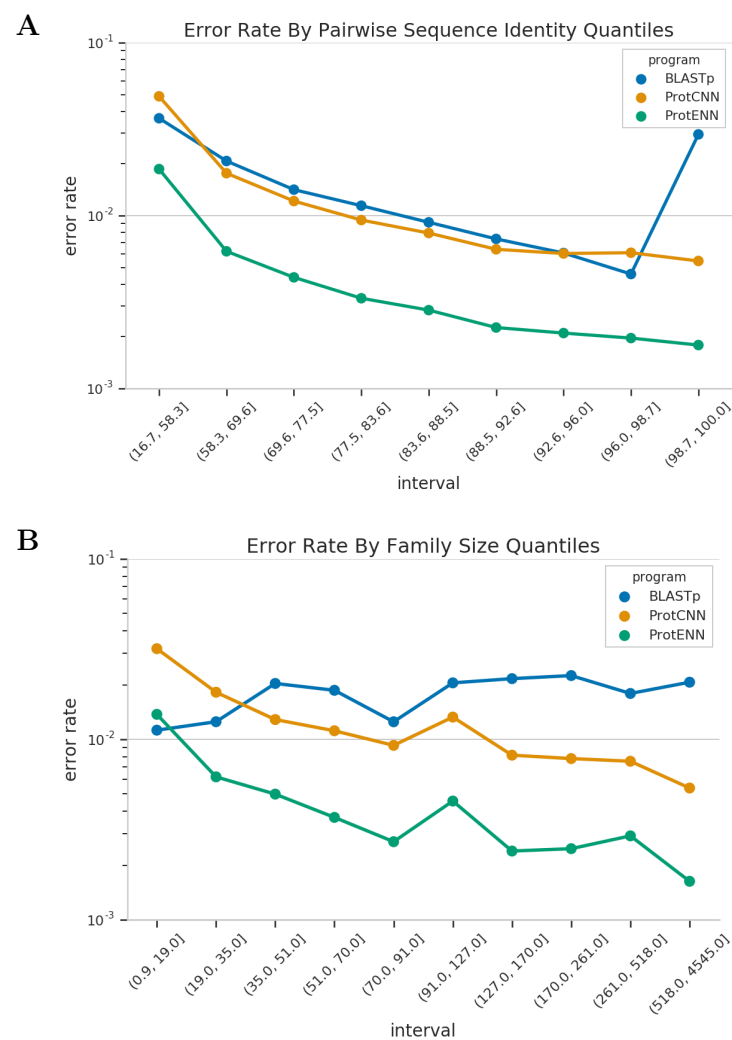 A
Error Rate By Pairwise Sequence Identity Quantiles
program
BLASTp
ProtCNN
ProtENN
error rate
10-1
10-2
10-3
(16.7, 58.3]
(58.3, 69.6]
(69.6, 77.5]
(77.5, 83.6]
(83.6, 88.5]
(88.5, 92.6]
(92.6, 96.0]
(96.0, 98.7]
(98.7, 100.0]
interval
B
Error Rate By Family Size Quantiles
program
BLASTp
ProtCNN
ProtENN
error rate
10-1
10-2
10-3
(0.9, 19.0]
(19.0, 35.0]
(35.0, 51.0]
(51.0, 70.0]
(70.0, 91.0]
(91.0, 127.0]
(127.0, 170.0]
(170.0, 261.0]
(261.0, 518.0]
(518.0, 4545.0]
interval